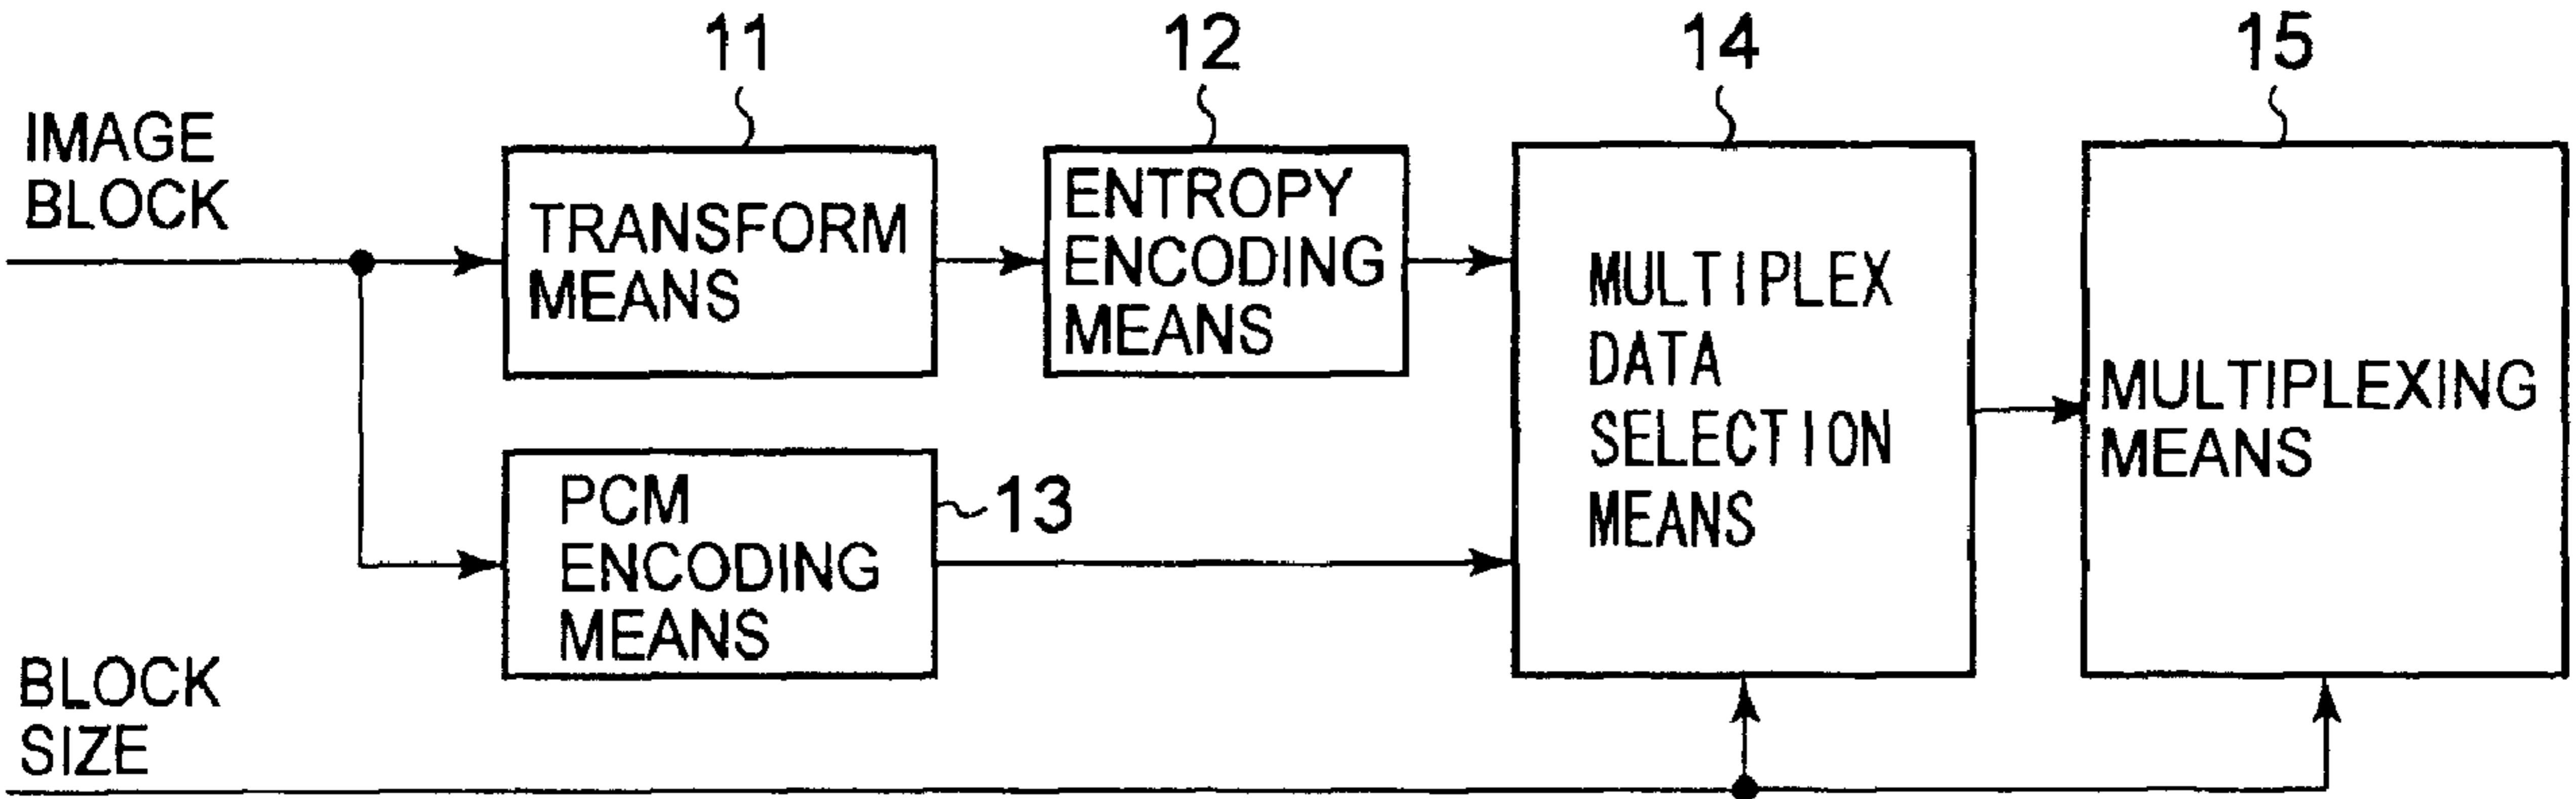 11
12
14
15
IMAGE
BLOCK
TRANSFORM
MEANS
ENTROPY
ENCODING
MEANS
MULTIPLEX
DATA
SELECTION
MEANS
MULTIPLEXING
MEANS
PCM
ENCODING
MEANS
13
BLOCK
SIZE